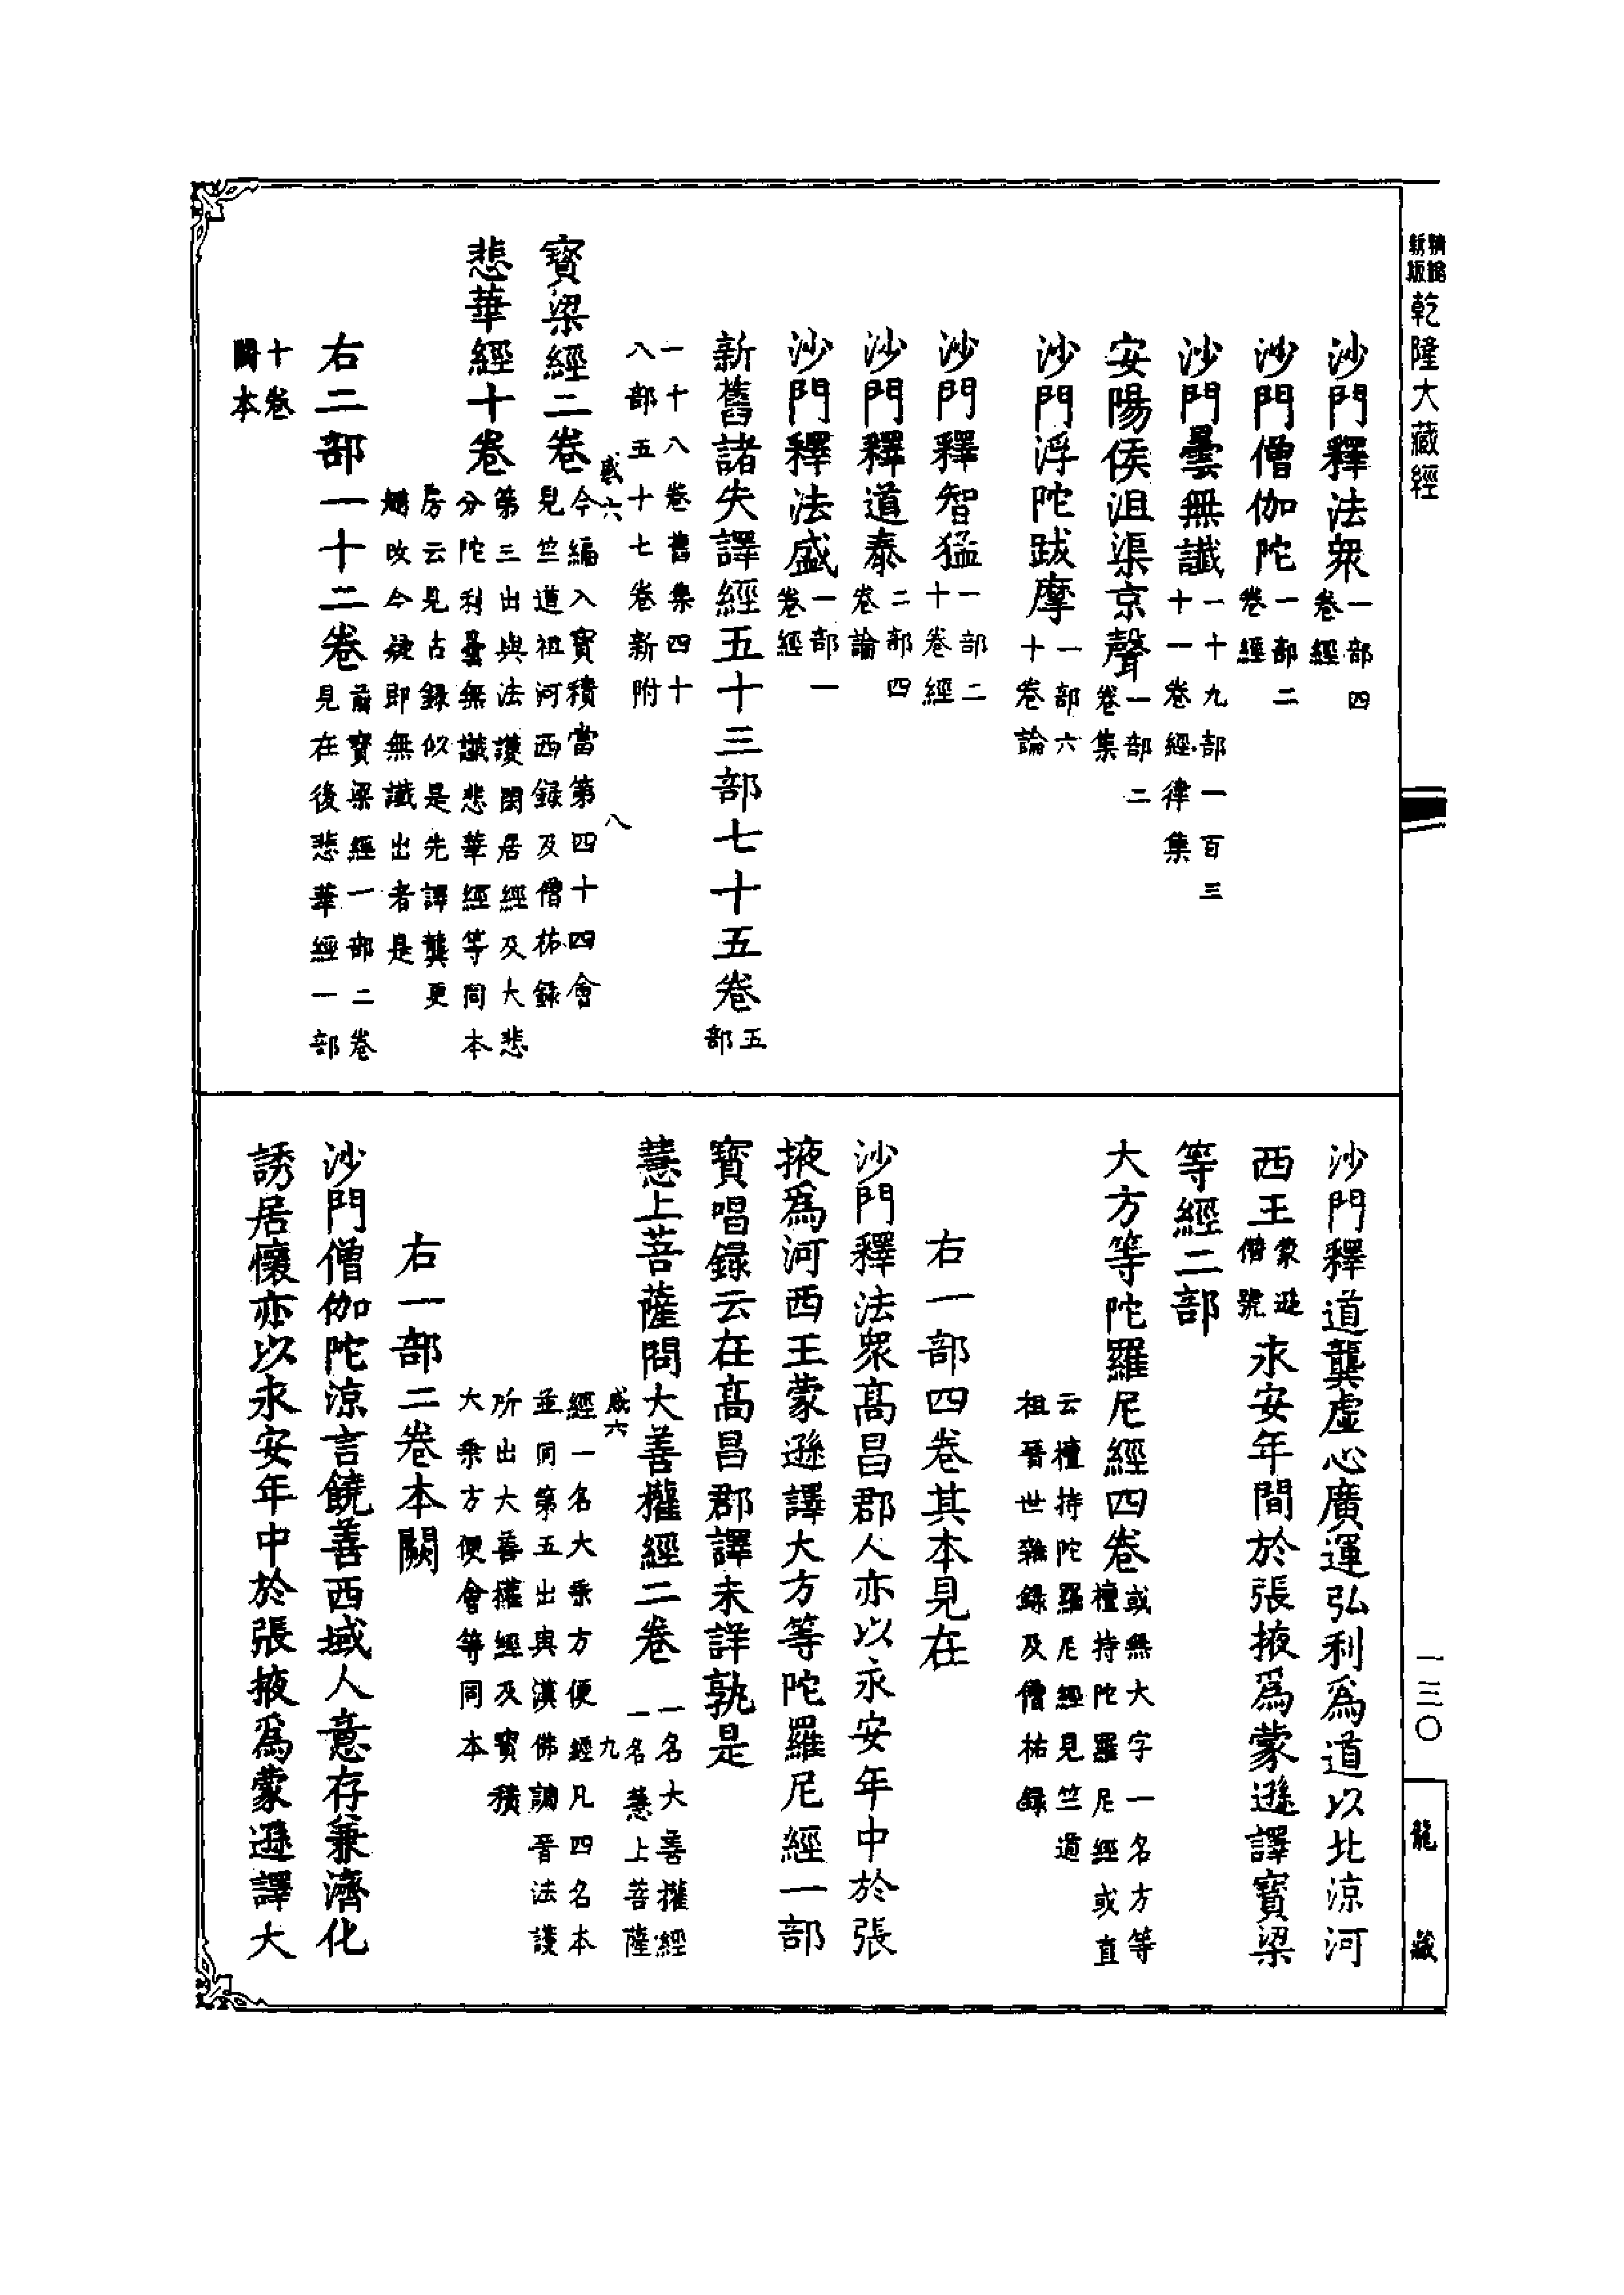 乾隆大藏經
沙門釋法衆一部四卷經
沙門僧伽陀一部二卷經
沙門曇無讖一十九部一百三十一卷經律集
安陽侯沮渠京聲一部二卷集
沙門浮陀跋摩一部六十卷論
沙門釋智猛一部二十卷經
沙門釋道泰二部四卷論
沙門釋法盛一部一卷經
新舊諸失譯經五十三部七十五卷五部
一十八卷舊集四十八部五十七卷新附
寶梁經二卷今編入寶積當第四十四會見竺道祖河西錄及僧祐錄
悲華經十卷第三出與法護閑居經及大悲分陀利曇無讖悲華經等同本
房云見古錄似是先譯龔更刪改今疑即無讖出者是
右二部一十二卷前寶梁經一部二卷見在後悲華經一部
十卷闕本
沙門釋道龔虛心廣運弘利爲道以北涼河
西王蒙遜僭號永安年間於張掖爲蒙遜譯寶梁
等經二部
大方等陀羅尼經四卷或無大字一名方等檀持陀羅尼經或直
云檀持陀羅尼經見竺道祖晉世雜錄及僧祐錄
右一部四卷其本見在
沙門釋法衆高昌郡人亦以永安年中於張
掖爲河西王蒙遜譯大方等陀羅尼經一部
寶唱録云在高昌郡譯未詳孰是
慧上菩薩問大善權經二卷一名大善權經一名慧上菩薩
經一名大乘方便經凡四名本並同第五出與漢佛調晉法護
所出大善權經及寶積大乘方便會等同本
右一部二卷本闕
沙門僧伽陀涼言饒善西域人意存兼濟化
誘居懷亦以永安年中於張掖爲蒙遜譯大
一三〇
龍藏